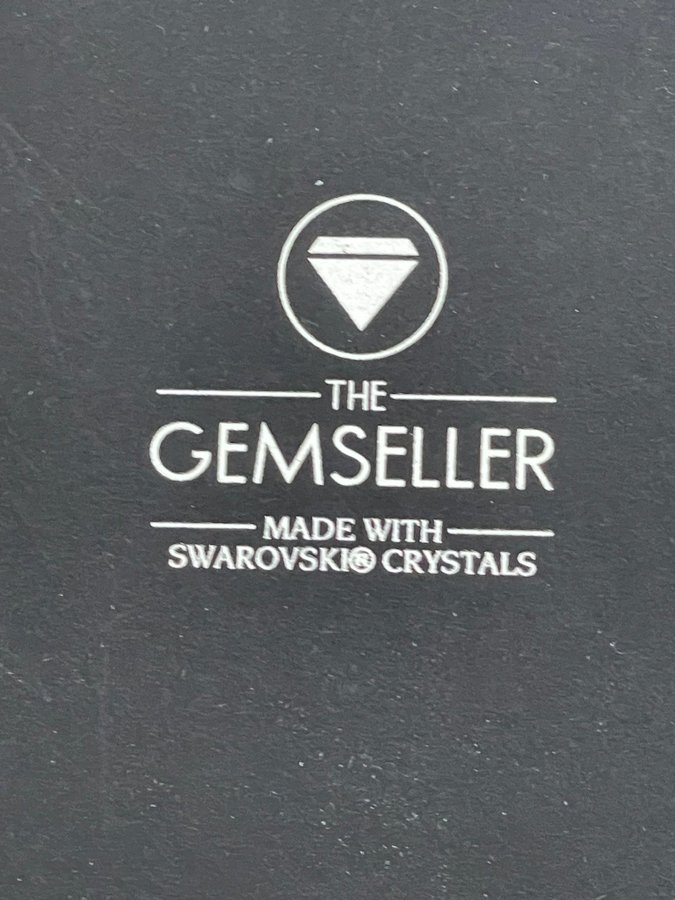 THE
GEMSELLER
MADE WITH
SWAROVSKI® CRYSTALS